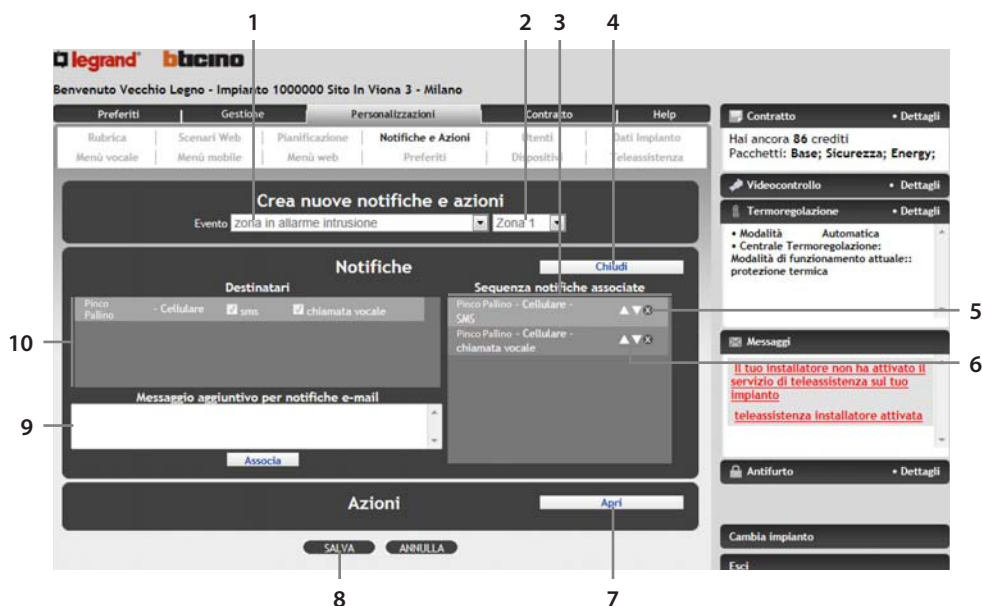 1 2 3 4
legrand bticino
Benvenuto Vecchio Legno - Impianto 1000000 Sito In Viona 3 - Milano
Preferiti | Gestione | Personalizzazioni | Contratto | Help
Rubrica | Scenari Web | Pianificazione | Notifiche e Azioni | Utenti | Dati Impianto
Menù vocale | Menù mobile | Menù web | Preferiti | Dispositivi | Teleassistenza
Crea nuove notifiche e azioni
Evento zona in allarme intrusione Zona 1
Notifiche
Chiudi
Destinatari
Pinco
Pallino - Cellulare sms chiamata vocale
Sequenza notifiche associate
Pinco Pallino - Cellulare -
SMS
Pinco Pallino - Cellulare -
chiamata vocale
5
6
10
Messaggio aggiuntivo per notifiche e-mail
9
Associa
Azioni
Apri
SALVA ANNULLA
8 7
Contratto • Dettagli
Hai ancora 86 crediti
Pacchetti: Base; Sicurezza; Energy;
Videocontrollo • Dettagli
Termoregolazione • Dettagli
• Modalità Automatica
• Centrale Termoregolazione:
Modalità di funzionamento attuale::
protezione termica
Messaggi
Il tuo installatore non ha attivato il
servizio di teleassistenza sul tuo
impianto
teleassistenza installatore attivata
Antifurto • Dettagli
Cambia impianto
Esci